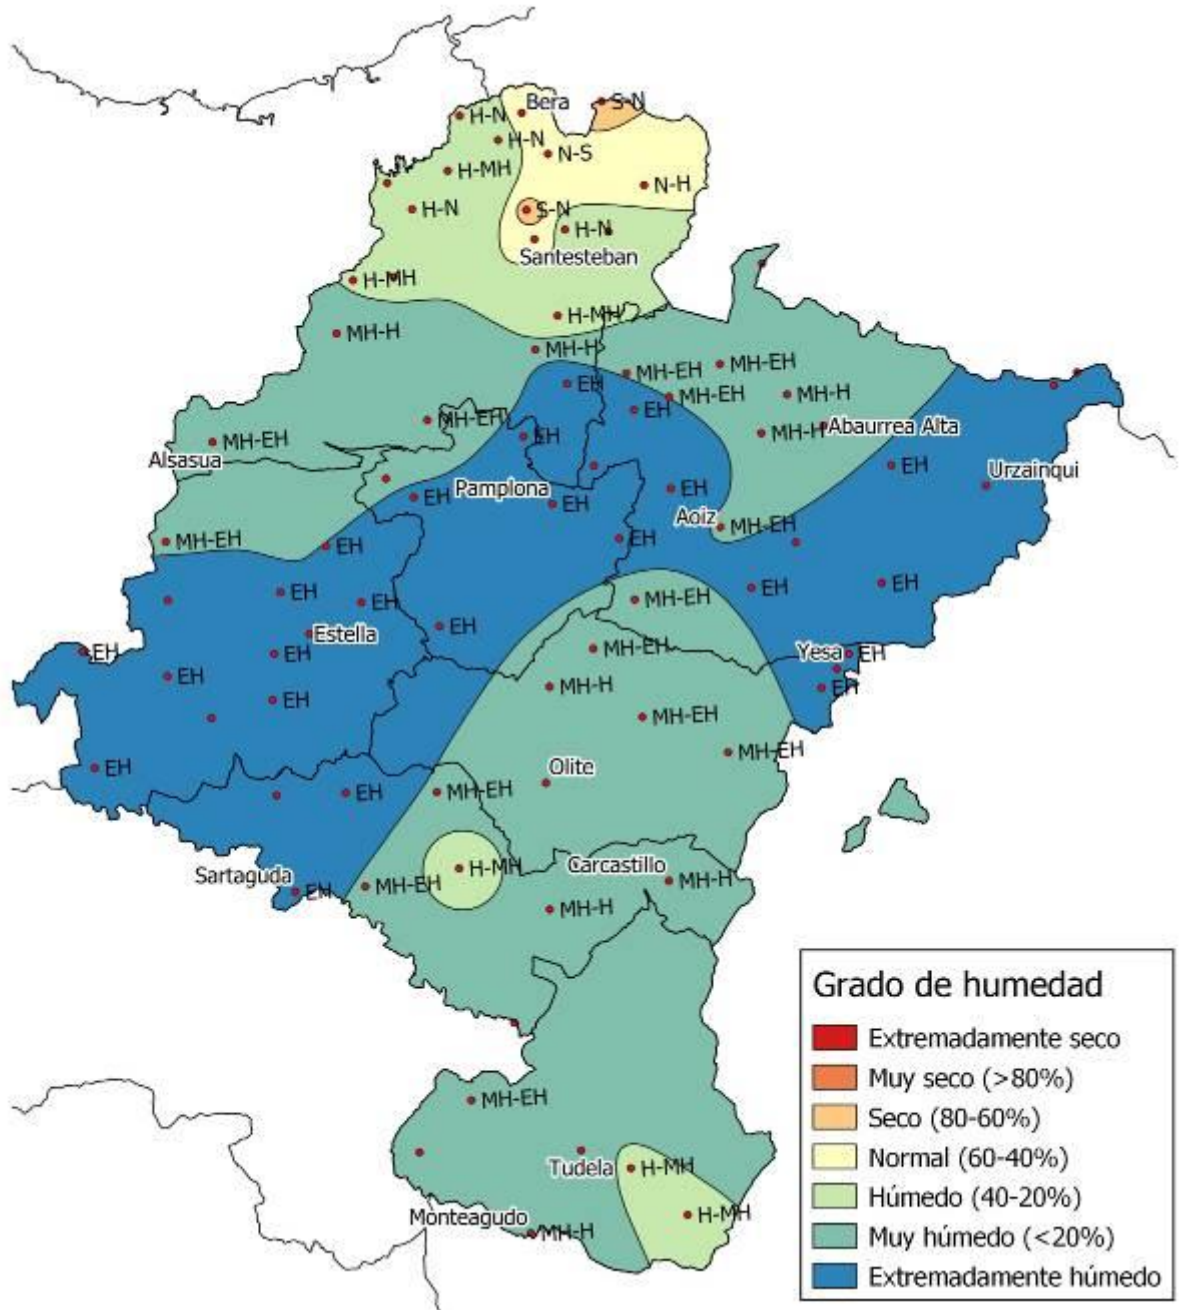 Bera
S-N
H-N
H-N
N-S
H-MH
N-H
H-N
S-N
H-N
Santesteban
H-MH
H-MH
MH-H
MH-H
MH-EH
MH-EH
EH
MH-EH
MH-H
EH
MH-EH
Abaurrea Alta
MH-H
EH
MH-EH
Alsasua
EH
Urzainqui
Pamplona
EH
EH
EH
Aoiz
MH-EH
MH-EH
EH
EH
EH
EH
EH
EH
MH-EH
EH
Estella
MH-EH
EH
EH
Yesa
EH
EH
MH-H
EH
MH-EH
MH-EH
EH
Olite
EH
MH-EH
H-MH
Carcastillo
Sartaguda
EH
MH-EH
MH-H
MH-H
MH-EH
Tudela
H-MH
Monteagudo
H-MH
MH-H
Grado de humedad
Extremadamente seco
Muy seco (>80%)
Seco (80-60%)
Normal (60-40%)
Húmedo (40-20%)
Muy húmedo (<20%)
Extremadamente húmedo